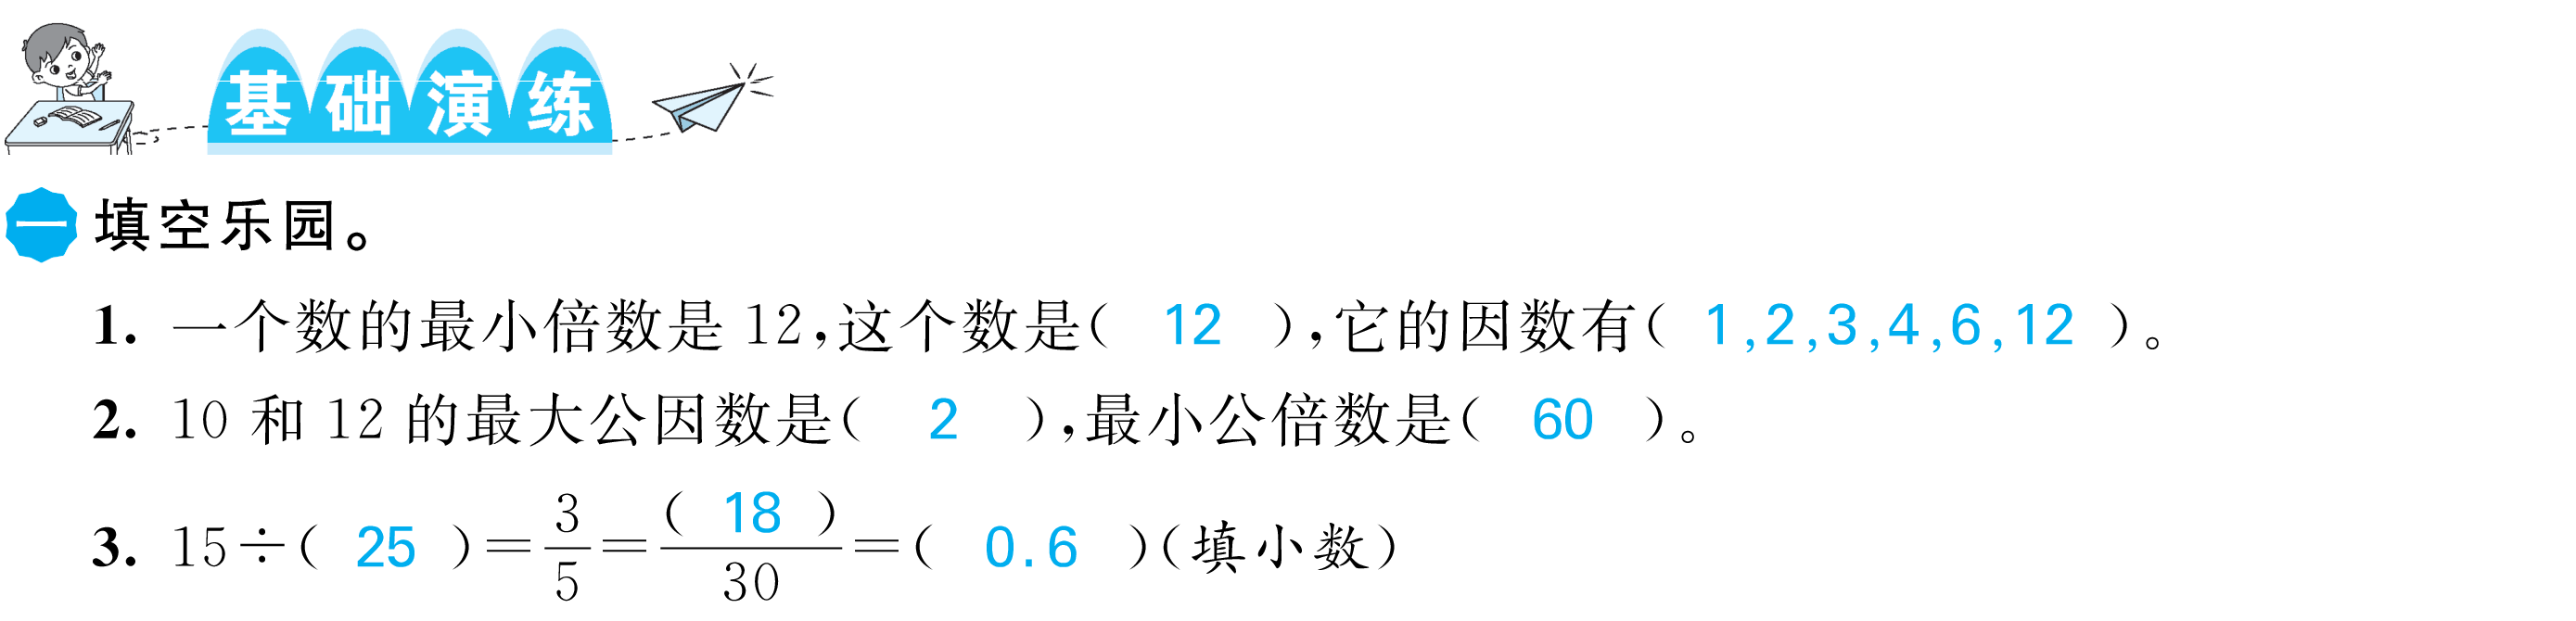 基础演练
一 填空乐园。
1. 一个数的最小倍数是 12,这个数是( 12 ),它的因数有( 1,2,3,4,6,12 )。
2. 10 和 12 的最大公因数是( 2 ),最小公倍数是( 60 )。
3. 15÷( 25 )=3/5=( 18 )/30=( 0.6 )(填小数)